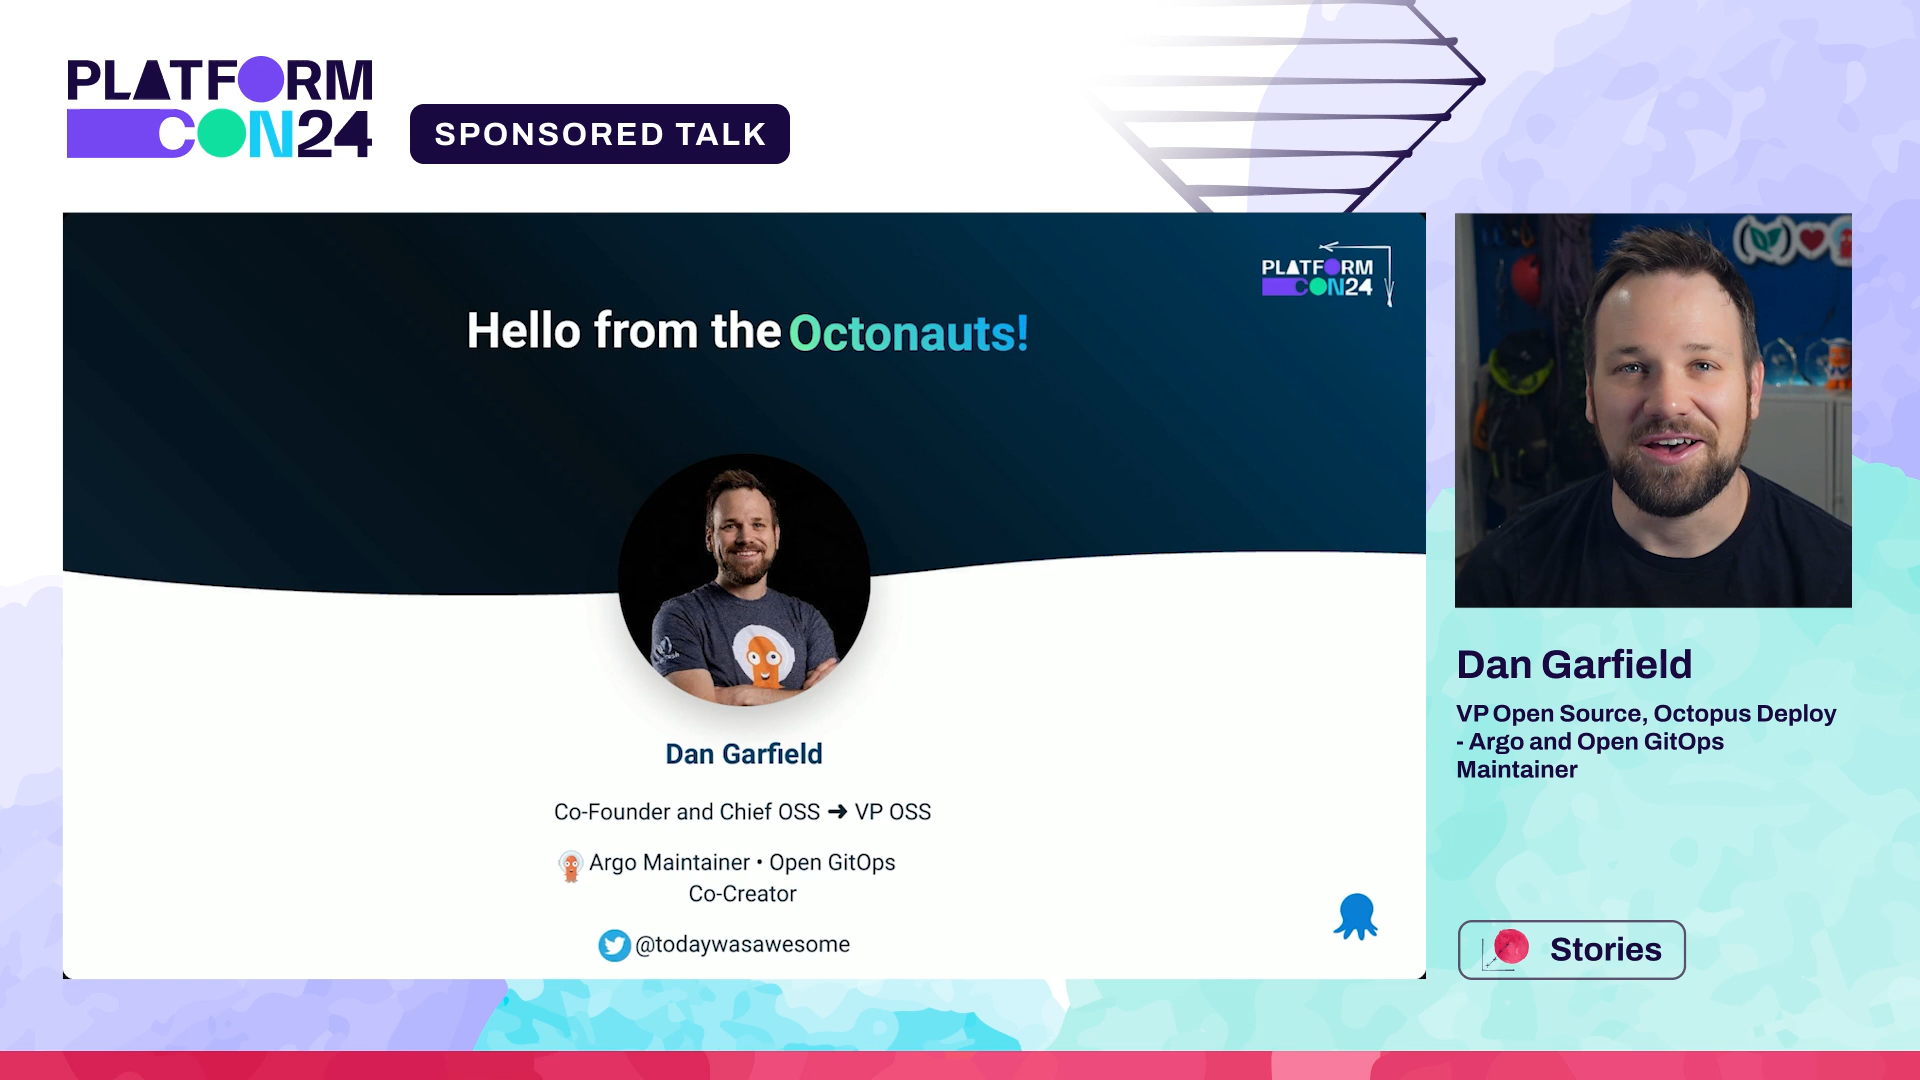 PLATFORM
CON24
SPONSORED TALK
PLATFORM
CON24
Hello from the Octonauts!
Dan Garfield
Co-Founder and Chief OSS ➜ VP OSS
Argo Maintainer • Open GitOps
Co-Creator
@todaywasawesome
Dan Garfield
VP Open Source, Octopus Deploy
- Argo and Open GitOps
Maintainer
Stories